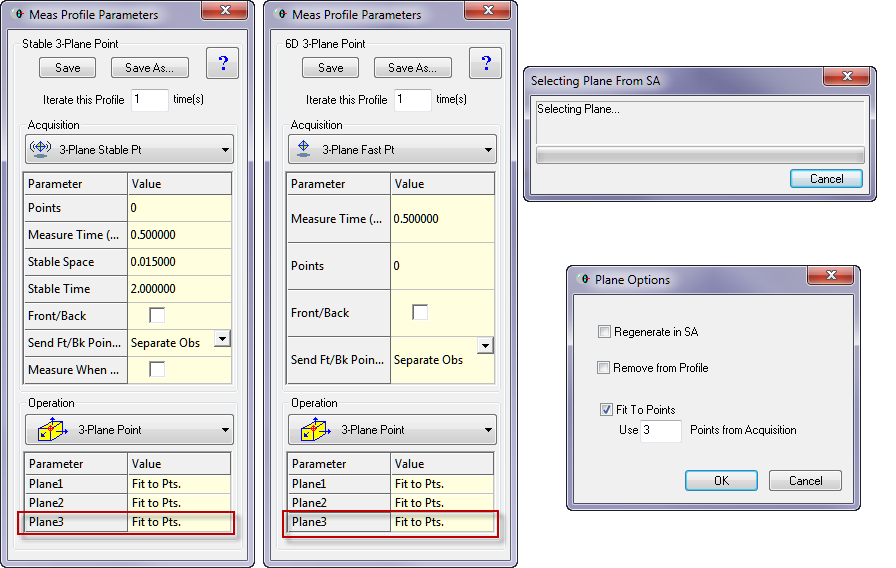 Meas Profile Parameters
Stable 3-Plane Point
Save
Save As...
?
Iterate this Profile 1 time(s)
Acquisition
3-Plane Stable Pt
Parameter Value
Points 0
Measure Time (... 0.500000
Stable Space 0.015000
Stable Time 2.000000
Front/Back
Send Ft/Bk Poin... Separate Obs
Measure When ...
Operation
3-Plane Point
Parameter Value
Plane1 Fit to Pts.
Plane2 Fit to Pts.
Plane3 Fit to Pts.
Meas Profile Parameters
6D 3-Plane Point
Save
Save As...
?
Iterate this Profile 1 time(s)
Acquisition
3-Plane Fast Pt
Parameter Value
Measure Time (... 0.500000
Points 0
Front/Back
Send Ft/Bk Poin... Separate Obs
Operation
3-Plane Point
Parameter Value
Plane1 Fit to Pts.
Plane2 Fit to Pts.
Plane3 Fit to Pts.
Selecting Plane From SA
Selecting Plane...
Cancel
Plane Options
Regenerate in SA
Remove from Profile
Fit To Points
Use 3 Points from Acquisition
OK
Cancel